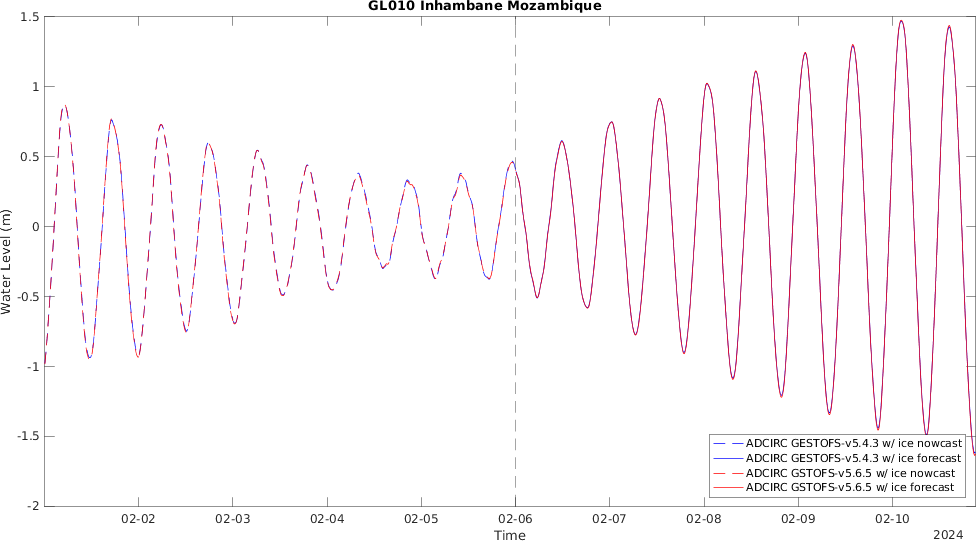 GL010 Inhambane Mozambique
Water Level (m)
1.5
1
0.5
0
-0.5
-1
-1.5
-2
ADCIRC GESTOFS-v5.4.3 w/ ice nowcast
ADCIRC GESTOFS-v5.4.3 w/ ice forecast
ADCIRC GSTOFS-v5.6.5 w/ ice nowcast
ADCIRC GSTOFS-v5.6.5 w/ ice forecast
02-02 02-03 02-04 02-05 02-06 02-07 02-08 02-09 02-10
Time
2024